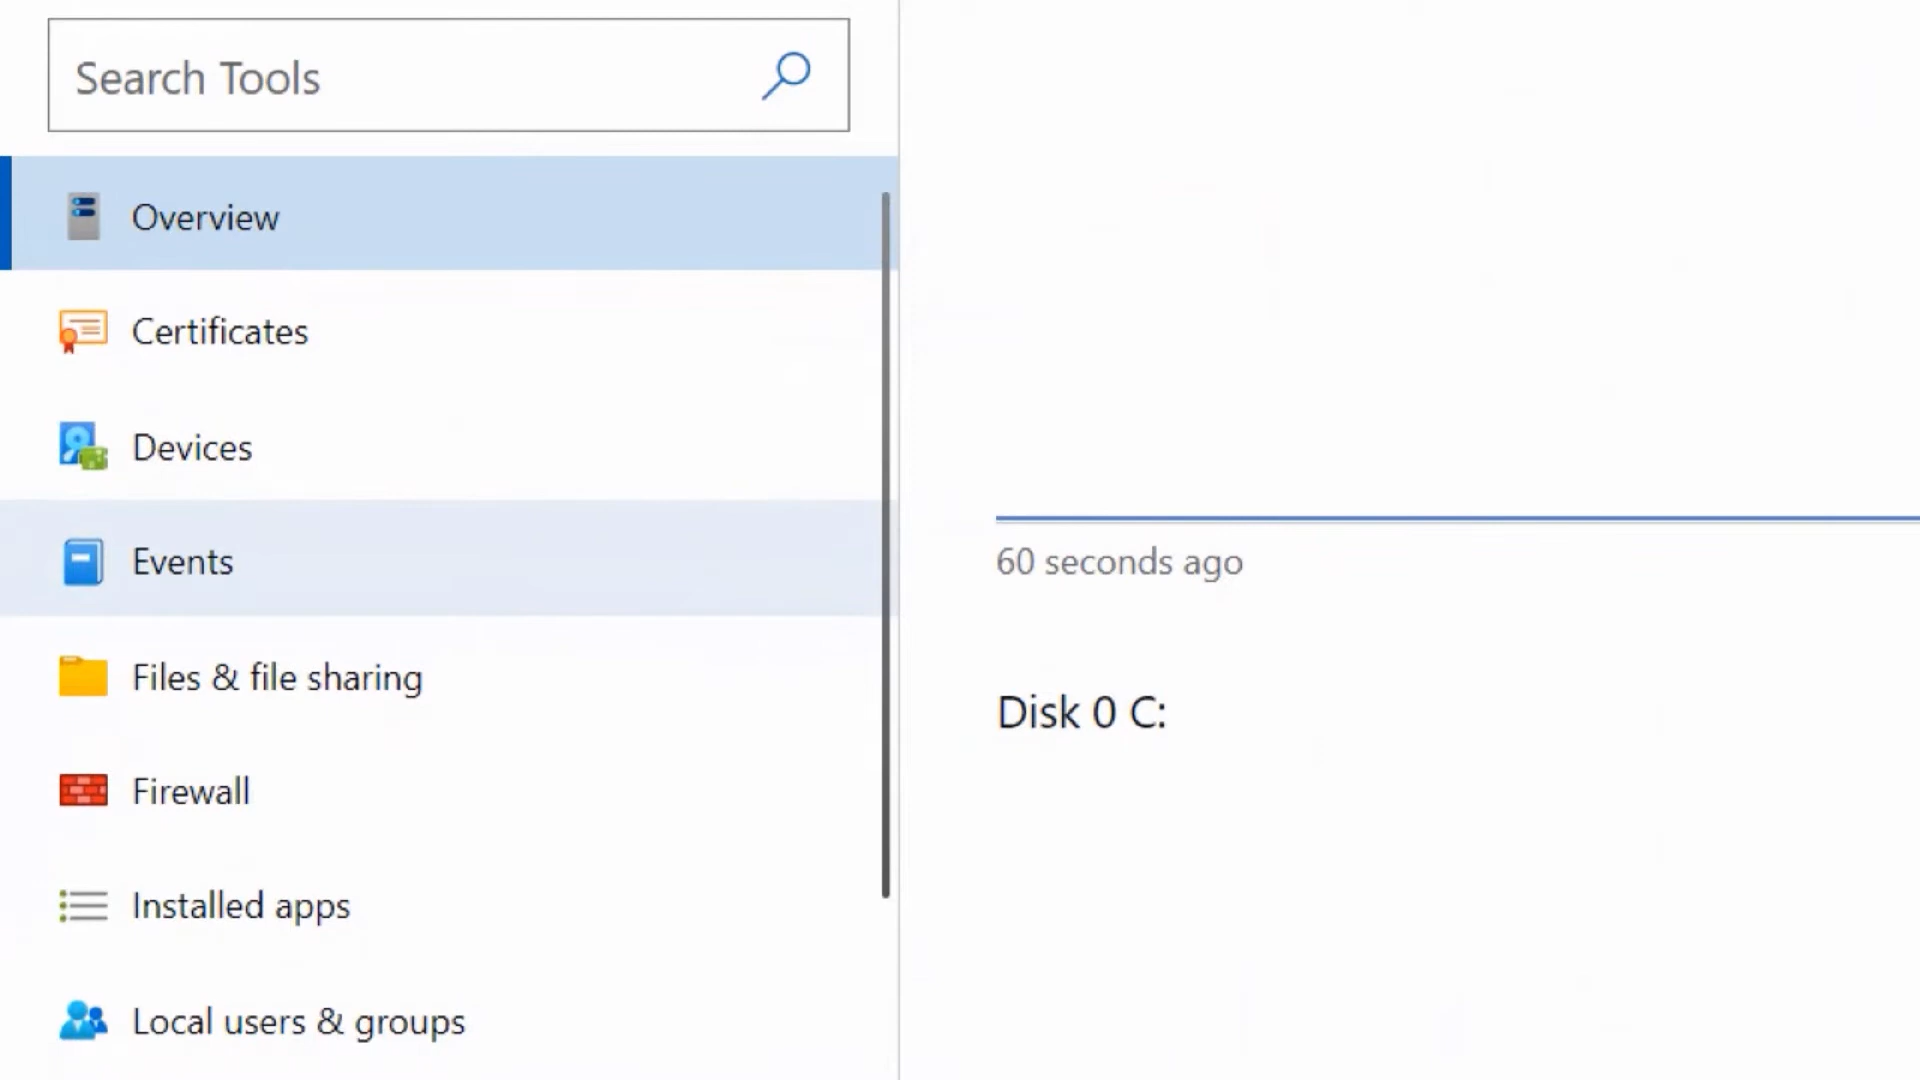 Search Tools
Overview
Certificates
Devices
Events
Files & file sharing
Firewall
Installed apps
Local users & groups
60 seconds ago
Disk 0 C: